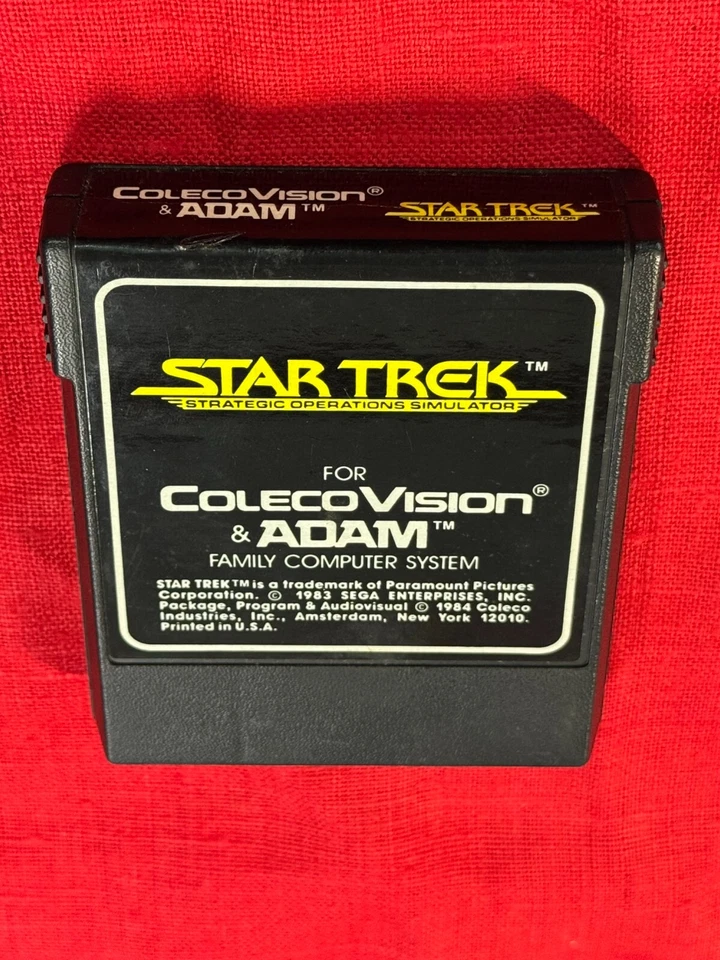 COLECOVISION®
& ADAM™
STAR TREK™
STRATEGIC OPERATIONS SIMULATOR
STAR TREK™
STRATEGIC OPERATIONS SIMULATOR
FOR
COLECOVISION®
& ADAM™
FAMILY COMPUTER SYSTEM
STAR TREK™ is a trademark of Paramount Pictures
Corporation. © 1983 SEGA ENTERPRISES, INC.
Package, Program & Audiovisual © 1984 Coleco
Industries, Inc., Amsterdam, New York 12010.
Printed in U.S.A.